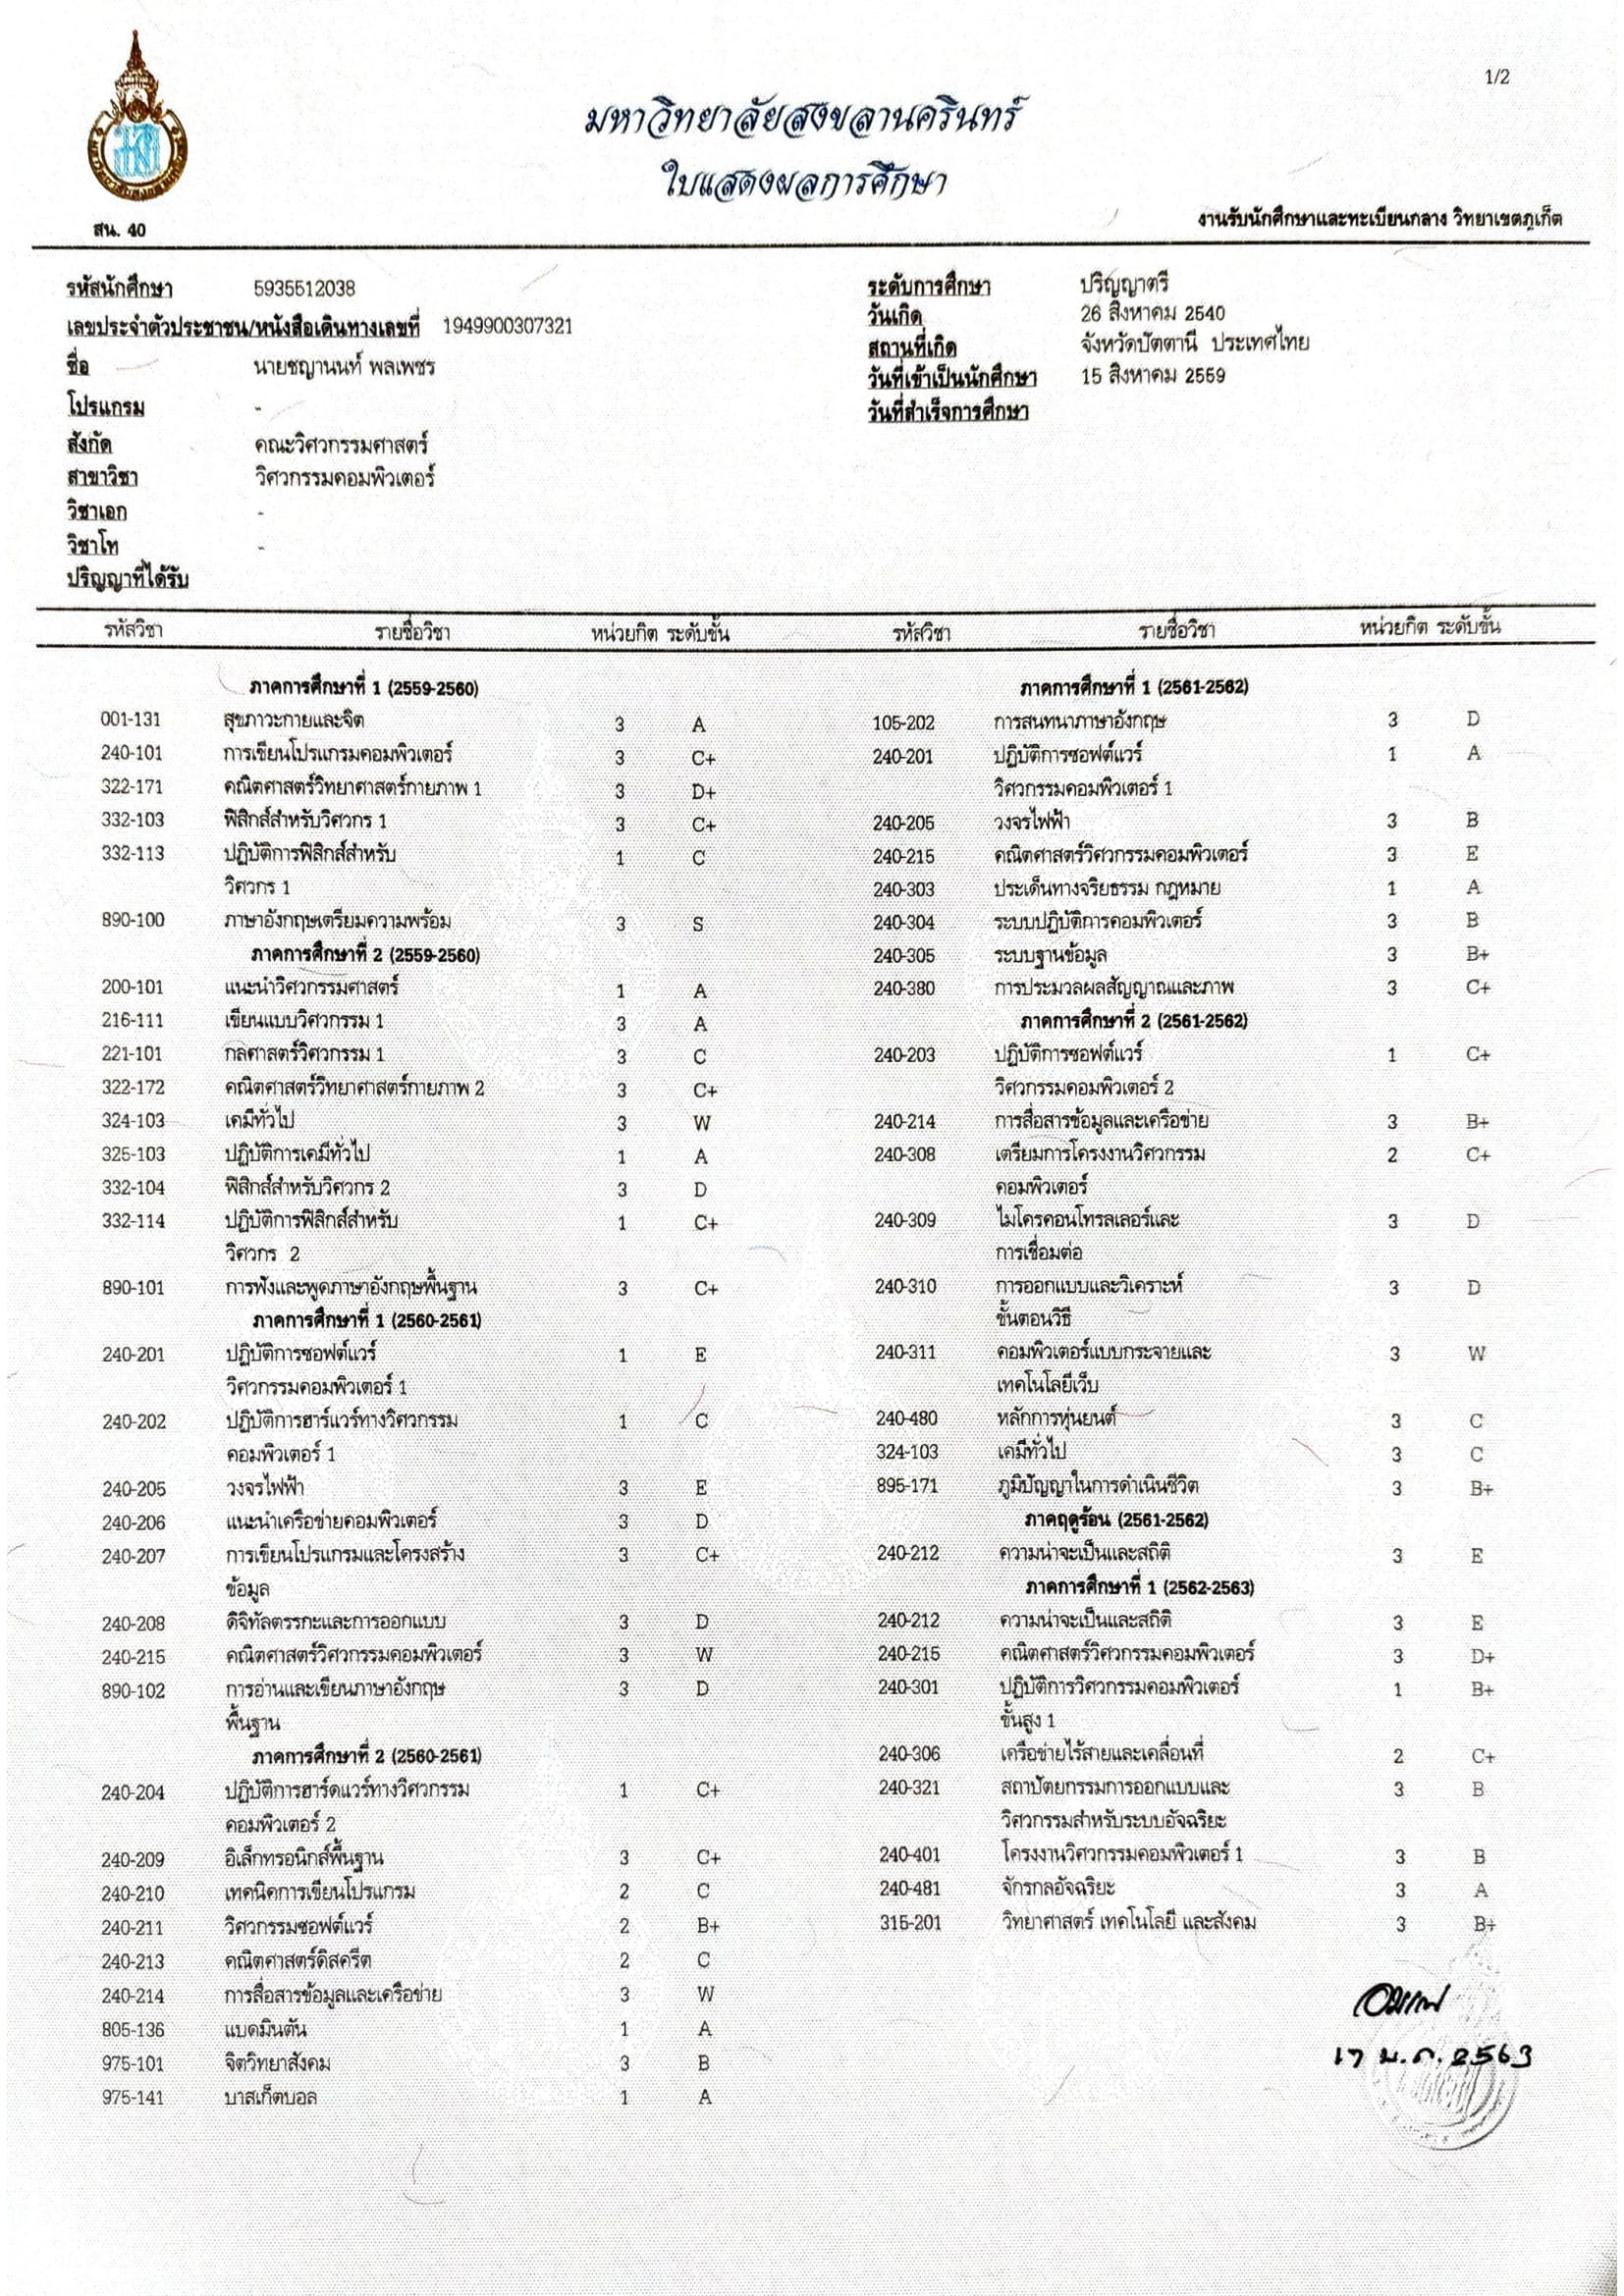 1/2
มหาวิทยาลัยสงขลานครินทร์
ใบแสดงผลการศึกษา
สน. 40
งานรับนักศึกษาและทะเบียนกลาง วิทยาเขตภูเก็ต
รหัสนักศึกษา 5935512038
เลขประจำตัวประชาชน/หนังสือเดินทางเลขที่ 1949900307321
ชื่อ นายชญานนท์ พลเพชร
โปรแกรม -
สังกัด คณะวิศวกรรมศาสตร์
สาขาวิชา วิศวกรรมคอมพิวเตอร์
วิชาเอก -
วิชาโท -
ปริญญาที่ได้รับ
ระดับการศึกษา ปริญญาตรี
วันเกิด 26 สิงหาคม 2540
สถานที่เกิด จังหวัดปัตตานี ประเทศไทย
วันที่เข้าเป็นนักศึกษา 15 สิงหาคม 2559
วันที่สำเร็จการศึกษา
รหัสวิชา รายชื่อวิชา หน่วยกิต ระดับขั้น
ภาคการศึกษาที่ 1 (2559-2560)
001-131 สุขภาวะกายและจิต 3 A
240-101 การเขียนโปรแกรมคอมพิวเตอร์ 3 C+
322-171 คณิตศาสตร์วิทยาศาสตร์กายภาพ 1 3 D+
332-103 ฟิสิกส์สำหรับวิศวกร 1 3 C+
332-113 ปฏิบัติการฟิสิกส์สำหรับ 1 C
วิศวกร 1
890-100 ภาษาอังกฤษเตรียมความพร้อม 3 S
ภาคการศึกษาที่ 2 (2559-2560)
200-101 แนะนำวิศวกรรมศาสตร์ 1 A
216-111 เขียนแบบวิศวกรรม 1 3 A
221-101 กลศาสตร์วิศวกรรม 1 3 C
322-172 คณิตศาสตร์วิทยาศาสตร์กายภาพ 2 3 C+
324-103 เคมีทั่วไป 3 W
325-103 ปฏิบัติการเคมีทั่วไป 1 A
332-104 ฟิสิกส์สำหรับวิศวกร 2 3 D
332-114 ปฏิบัติการฟิสิกส์สำหรับ 1 C+
วิศวกร 2
890-101 การฟังและพูดภาษาอังกฤษพื้นฐาน 3 C+
ภาคการศึกษาที่ 1 (2560-2561)
240-201 ปฏิบัติการซอฟต์แวร์ 1 E
วิศวกรรมคอมพิวเตอร์ 1
240-202 ปฏิบัติการฮาร์แวร์ทางวิศวกรรม 1 C
คอมพิวเตอร์ 1
240-205 วงจรไฟฟ้า 3 E
240-206 แนะนำเครือข่ายคอมพิวเตอร์ 3 D
240-207 การเขียนโปรแกรมและโครงสร้าง 3 C+
ข้อมูล
240-208 ดิจิทัลตรรกะและการออกแบบ 3 D
240-215 คณิตศาสตร์วิศวกรรมคอมพิวเตอร์ 3 W
890-102 การอ่านและเขียนภาษาอังกฤษ 3 D
พื้นฐาน
ภาคการศึกษาที่ 2 (2560-2561)
240-204 ปฏิบัติการฮาร์ดแวร์ทางวิศวกรรม 1 C+
คอมพิวเตอร์ 2
240-209 อิเล็กทรอนิกส์พื้นฐาน 3 C+
240-210 เทคนิคการเขียนโปรแกรม 2 C
240-211 วิศวกรรมซอฟต์แวร์ 2 B+
240-213 คณิตศาสตร์ดิสครีต 2 C
240-214 การสื่อสารข้อมูลและเครือข่าย 3 W
805-136 แบดมินตัน 1 A
975-101 จิตวิทยาสังคม 3 B
975-141 บาสเก็ตบอล 1 A
รหัสวิชา รายชื่อวิชา หน่วยกิต ระดับขั้น
ภาคการศึกษาที่ 1 (2561-2562)
105-202 การสนทนาภาษาอังกฤษ 3 D
240-201 ปฏิบัติการซอฟต์แวร์ 1 A
วิศวกรรมคอมพิวเตอร์ 1
240-205 วงจรไฟฟ้า 3 B
240-215 คณิตศาสตร์วิศวกรรมคอมพิวเตอร์ 3 E
240-303 ประเด็นทางจริยธรรม กฎหมาย 1 A
240-304 ระบบปฏิบัติการคอมพิวเตอร์ 3 B
240-305 ระบบฐานข้อมูล 3 B+
240-380 การประมวลผลสัญญาณและภาพ 3 C+
ภาคการศึกษาที่ 2 (2561-2562)
240-203 ปฏิบัติการซอฟต์แวร์ 1 C+
วิศวกรรมคอมพิวเตอร์ 2
240-214 การสื่อสารข้อมูลและเครือข่าย 3 B+
240-308 เตรียมการโครงงานวิศวกรรม 2 C+
คอมพิวเตอร์
240-309 ไมโครคอนโทรลเลอร์และ 3 D
การเชื่อมต่อ
240-310 การออกแบบและวิเคราะห์ 3 D
ขั้นตอนวิธี
240-311 คอมพิวเตอร์แบบกระจายและ 3 W
เทคโนโลยีเว็บ
240-480 หลักการหุ่นยนต์ 3 C
324-103 เคมีทั่วไป 3 C
895-171 ภูมิปัญญาในการดำเนินชีวิต 3 B+
ภาคฤดูร้อน (2561-2562)
240-212 ความน่าจะเป็นและสถิติ 3 E
ภาคการศึกษาที่ 1 (2562-2563)
240-212 ความน่าจะเป็นและสถิติ 3 E
240-215 คณิตศาสตร์วิศวกรรมคอมพิวเตอร์ 3 D+
240-301 ปฏิบัติการวิศวกรรมคอมพิวเตอร์ 1 B+
ขั้นสูง 1
240-306 เครือข่ายไร้สายและเคลื่อนที่ 2 C+
240-321 สถาปัตยกรรมการออกแบบและ 3 B
วิศวกรรมสำหรับระบบอัจฉริยะ
240-401 โครงงานวิศวกรรมคอมพิวเตอร์ 1 3 B
240-481 จักรกลอัจฉริยะ 3 A
315-201 วิทยาศาสตร์ เทคโนโลยี และสังคม 3 B+
17 ม.ค. 2563